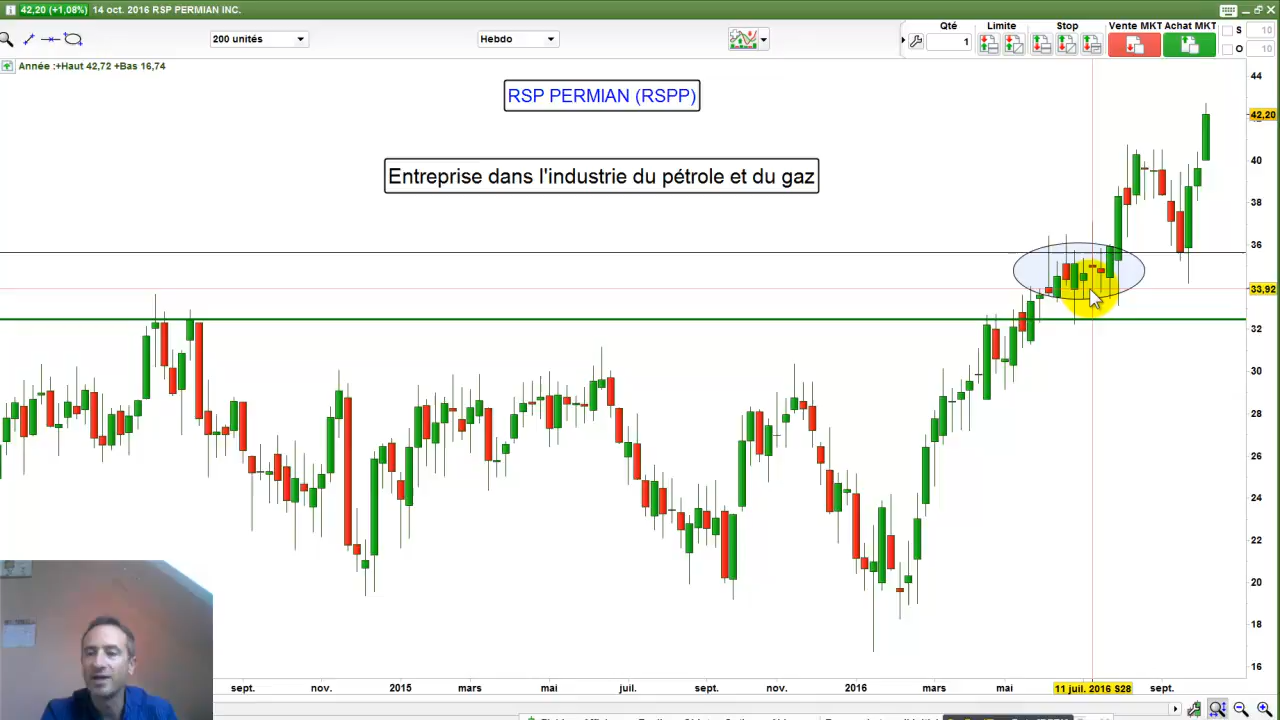 42,20 (+1,08%) 14 oct. 2016 RSP PERMIAN INC.
200 unités
Hebdo
Qté
1
Limite
Stop
Vente MKT
Achat MKT
S
10
O
10
Année :+Haut 42,72 +Bas 16,74
RSP PERMIAN (RSPP)
Entreprise dans l'industrie du pétrole et du gaz
44
42,20
40
38
36
33,92
32
30
28
26
24
22
20
18
16
sept.
nov.
2015
mars
mai
juil.
sept.
nov.
2016
mars
mai
11 juil. 2016 S28
sept.